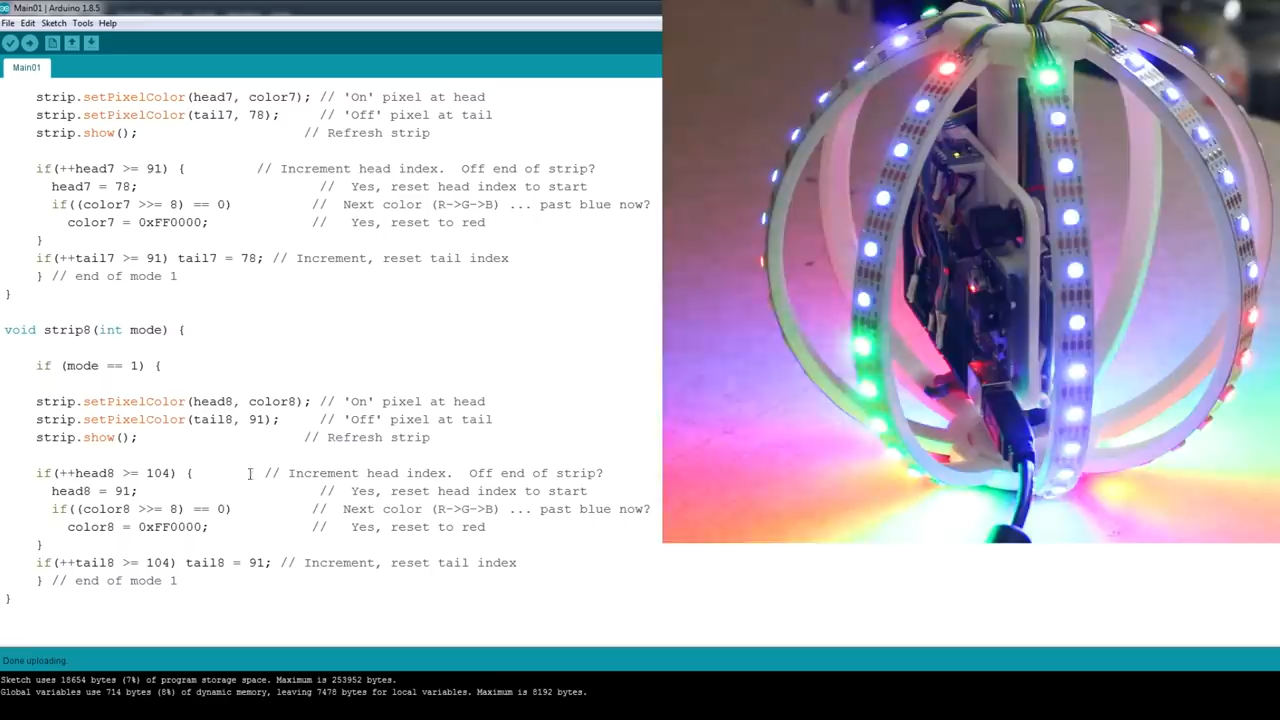 Main01 | Arduino 1.8.5
File Edit Sketch Tools Help
Main01
strip.setPixelColor(head7, color7); // 'On' pixel at head
strip.setPixelColor(tail7, 78); // 'Off' pixel at tail
strip.show(); // Refresh strip
if(++head7 >= 91) { // Increment head index. Off end of strip?
head7 = 78; // Yes, reset head index to start
if((color7 >>= 8) == 0) // Next color (R->G->B) ... past blue now?
color7 = 0xFF0000; // Yes, reset to red
}
if(++tail7 >= 91) tail7 = 78; // Increment, reset tail index
} // end of mode 1
}
void strip8(int mode) {
if (mode == 1) {
strip.setPixelColor(head8, color8); // 'On' pixel at head
strip.setPixelColor(tail8, 91); // 'Off' pixel at tail
strip.show(); // Refresh strip
if(++head8 >= 104) { // Increment head index. Off end of strip?
head8 = 91; // Yes, reset head index to start
if((color8 >>= 8) == 0) // Next color (R->G->B) ... past blue now?
color8 = 0xFF0000; // Yes, reset to red
}
if(++tail8 >= 104) tail8 = 91; // Increment, reset tail index
} // end of mode 1
}
Done uploading.
Sketch uses 18654 bytes (7%) of program storage space. Maximum is 253952 bytes.
Global variables use 714 bytes (8%) of dynamic memory, leaving 7478 bytes for local variables. Maximum is 8192 bytes.